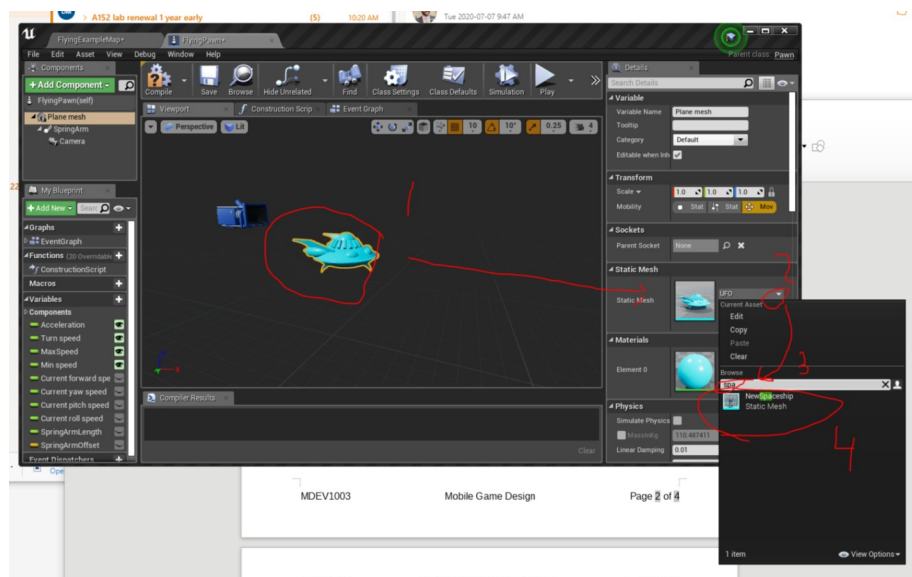 A152 lab renewal 1 year early
(5)
10:20 AM
Tue 2020-07-07 9:47 AM
FlyingExampleMap*
FlyingPawn*
Parent class: Pawn
File Edit Asset View Debug Window Help
Components
+Add Component
FlyingPawn(self)
Plane mesh
SpringArm
Camera
My Blueprint
+Add New
Searc
Graphs
EventGraph
Functions (20 Overridable
ConstructionScript
Macros
Variables
Components
Acceleration
Turn speed
MaxSpeed
Min speed
Current forward spe
Current yaw speed
Current pitch speed
Current roll speed
SpringArmLength
SpringArmOffset
Event Dispatchers
Compile Save Browse Hide Unrelated Find Class Settings Class Defaults Simulation Play
Viewport
Construction Scrip
Event Graph
Perspective Lit
10 10° 0.25 4
1
Compiler Results
Clear
Details
Search Details
Variable
Variable Name Plane mesh
Tooltip
Category Default
Editable when Inh
Transform
Scale 1.0 1.0 1.0
Mobility Stat Stat Mov
Sockets
Parent Socket None
Static Mesh
Static Mesh UFO
2
Materials
Element 0
Physics
Simulate Physics
MassInKg 110.487411
Linear Damping 0.01
Current Asset
Edit
Copy
Paste
Clear
Browse
3
spa
NewSpaceship
Static Mesh
4
1 item
View Options
22
Ope
MDEV1003 Mobile Game Design Page 2 of 4